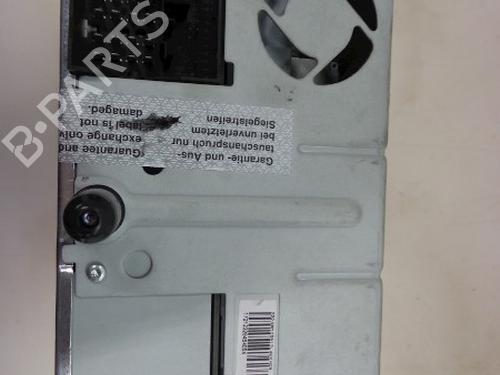 B-PARTS
Garantie- und Aus-
tauschanspruch nur
bei unverletztem
Siegelstreifen
(Guarantee and
exchange only
label is not
damaged.